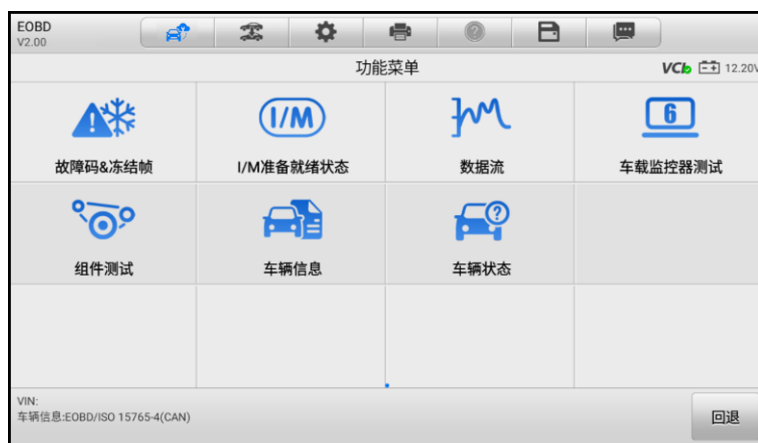 EOBD
V2.00
功能菜单
VCI 12.20V
I/M
6
故障码&冻结帧
I/M准备就绪状态
数据流
车载监控器测试
组件测试
车辆信息
车辆状态
VIN:
车辆信息:EOBD/ISO 15765-4(CAN)
回退